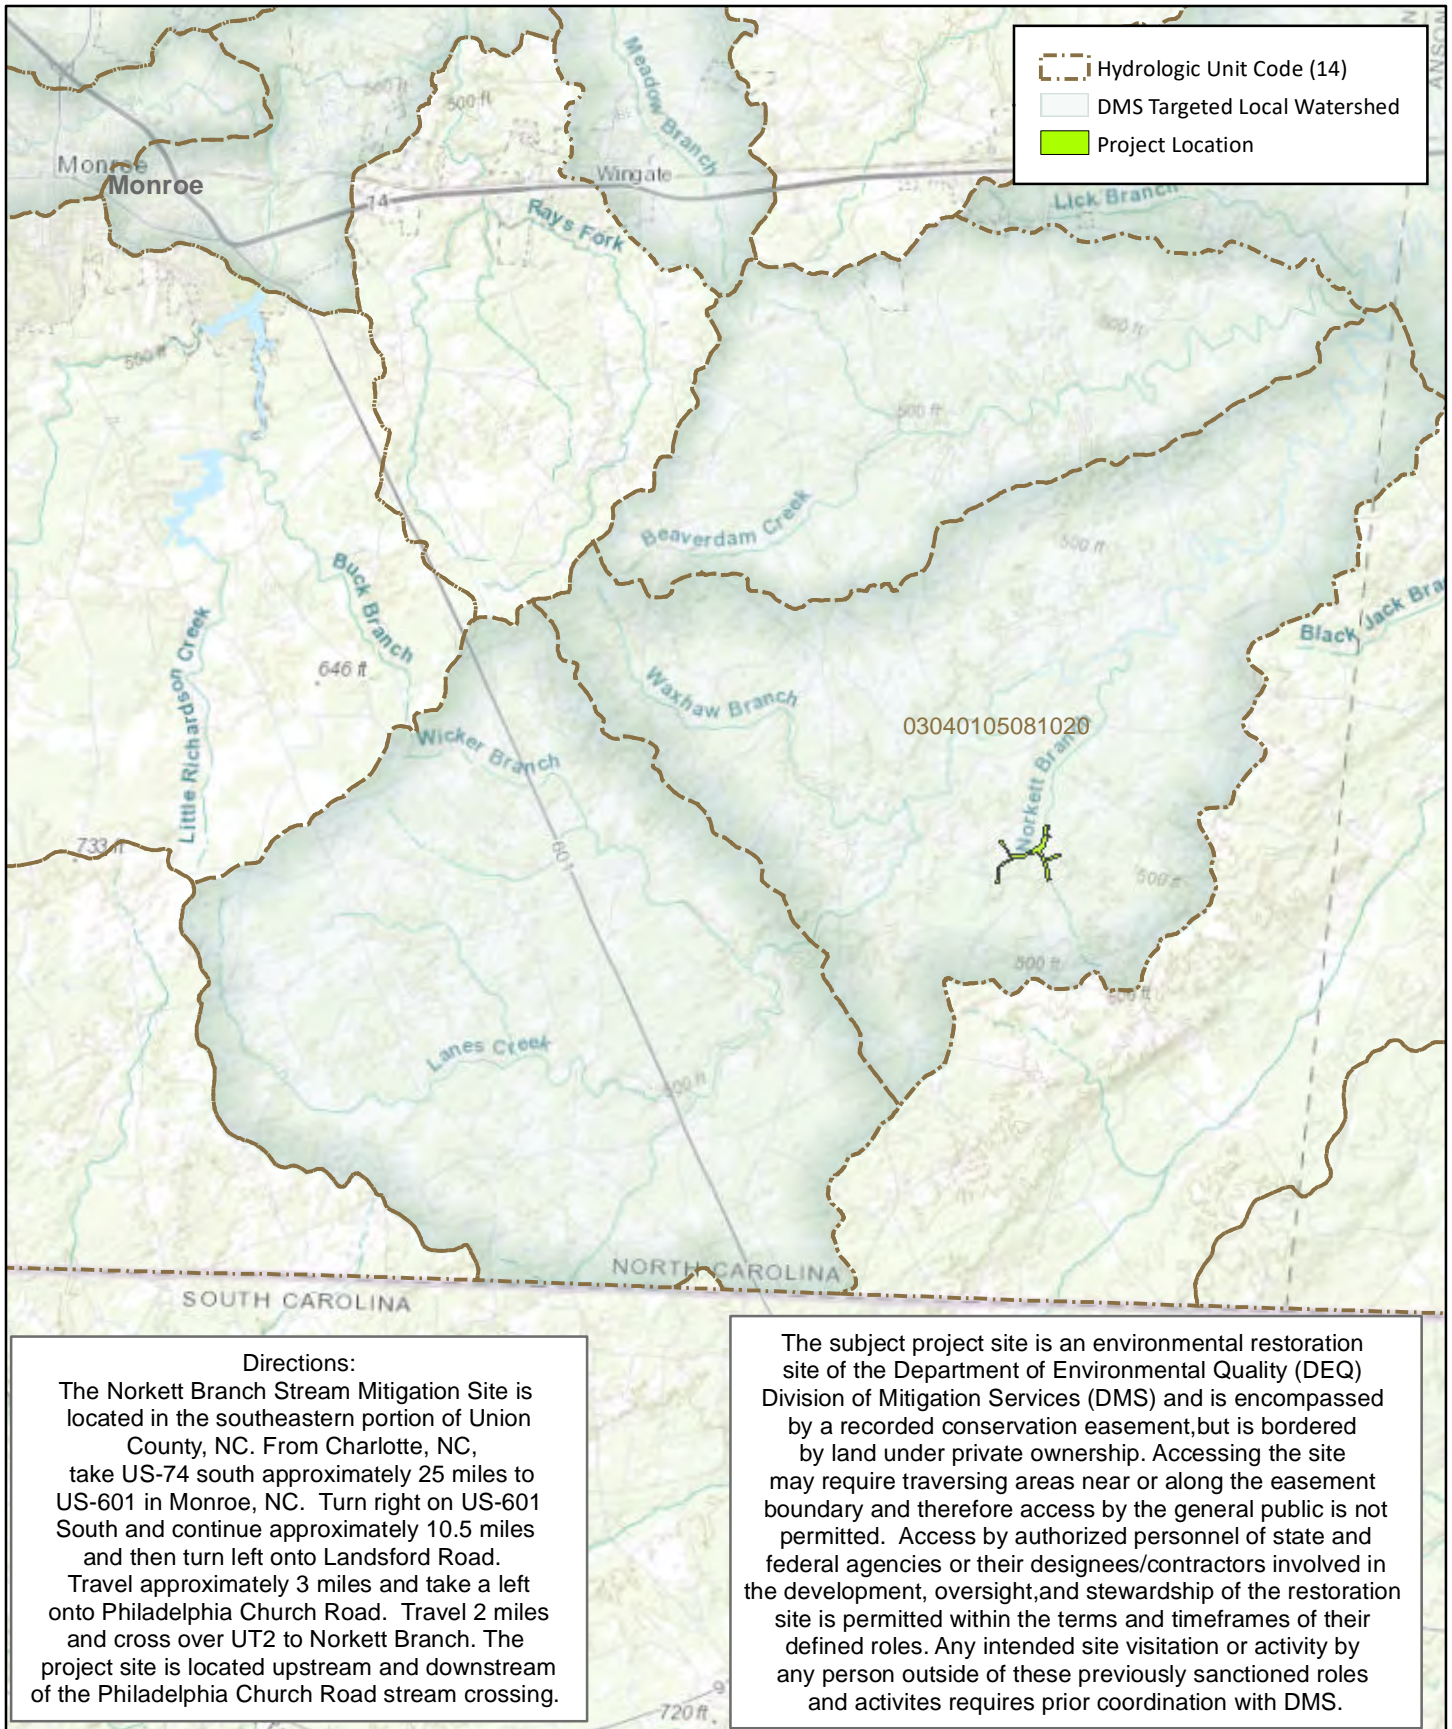 Hydrologic Unit Code (14)
DMS Targeted Local Watershed
Project Location
ANSON
Meadow Branch
500 ft
500 ft
Monroe
Monroe
Wingate
74
Rays Fork
Lick Branch
500 ft
500 ft
500 ft
Beaverdam Creek
500 ft
Buck Branch
Black Jack Bra
Little Richardson Creek
646 ft
Waxhaw Branch
03040105081020
Wicker Branch
Norkett Branch
733 ft
601
500 ft
500 ft
500 ft
Lanes Creek
500 ft
NORTH CAROLINA
SOUTH CAROLINA
Directions:
The Norkett Branch Stream Mitigation Site is
located in the southeastern portion of Union
County, NC. From Charlotte, NC,
take US-74 south approximately 25 miles to
US-601 in Monroe, NC. Turn right on US-601
South and continue approximately 10.5 miles
and then turn left onto Landsford Road.
Travel approximately 3 miles and take a left
onto Philadelphia Church Road. Travel 2 miles
and cross over UT2 to Norkett Branch. The
project site is located upstream and downstream
of the Philadelphia Church Road stream crossing.
The subject project site is an environmental restoration
site of the Department of Environmental Quality (DEQ)
Division of Mitigation Services (DMS) and is encompassed
by a recorded conservation easement,but is bordered
by land under private ownership. Accessing the site
may require traversing areas near or along the easement
boundary and therefore access by the general public is not
permitted. Access by authorized personnel of state and
federal agencies or their designees/contractors involved in
the development, oversight,and stewardship of the restoration
site is permitted within the terms and timeframes of their
defined roles. Any intended site visitation or activity by
any person outside of these previously sanctioned roles
and activites requires prior coordination with DMS.
720 ft